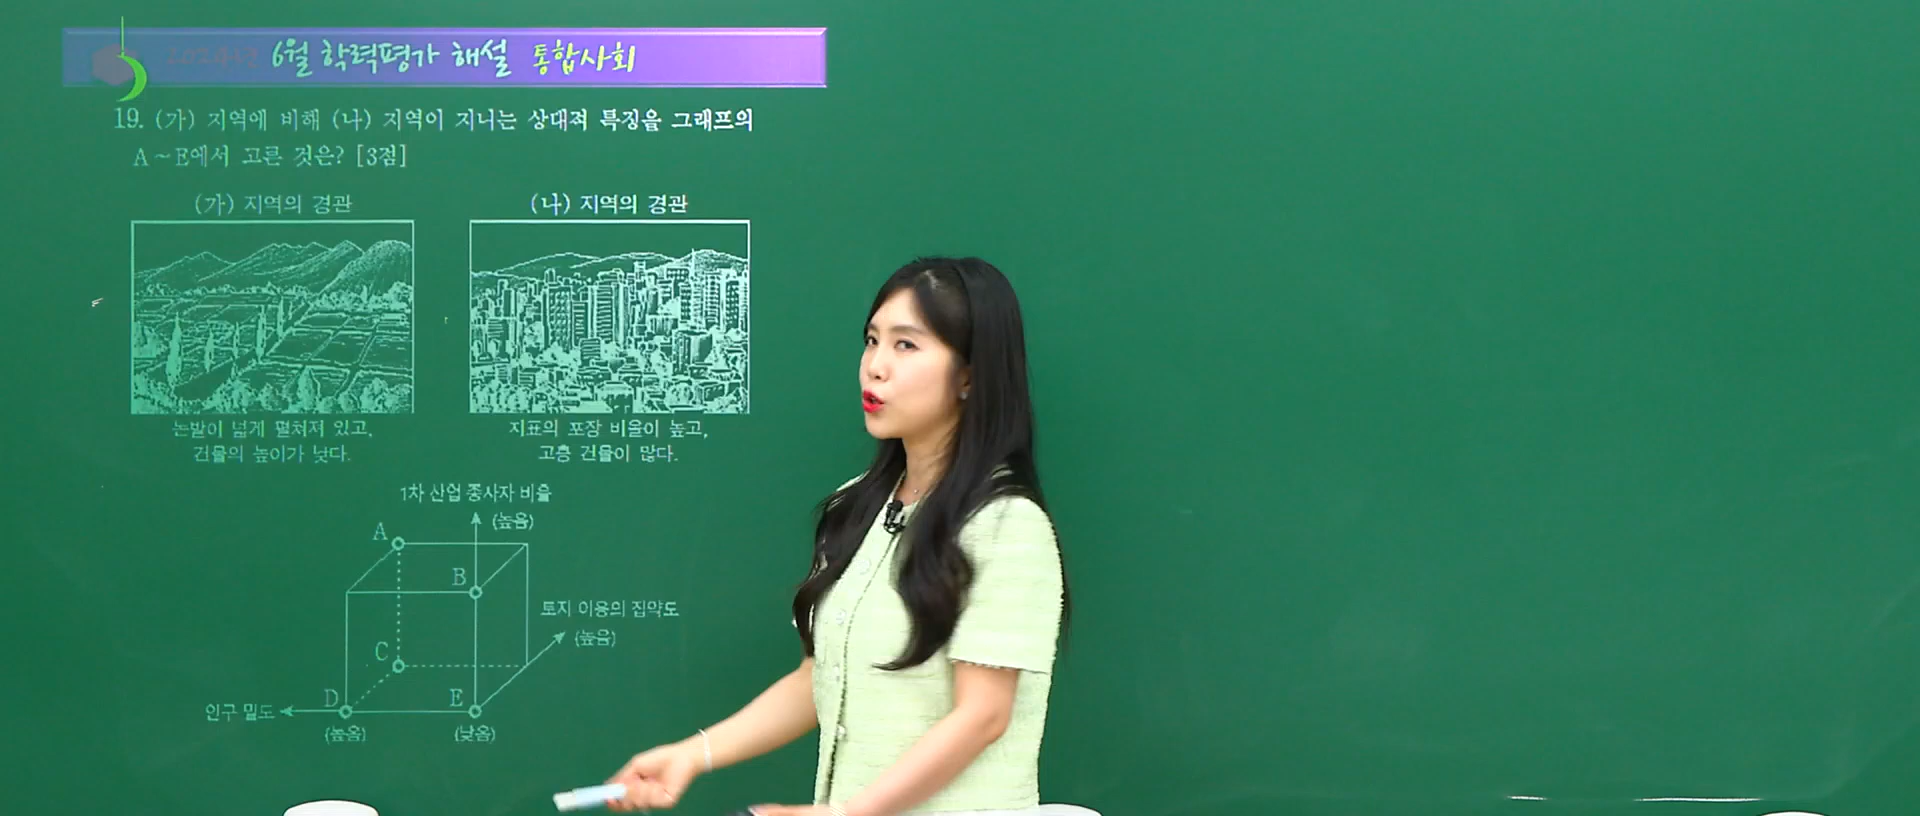 2024년 6월 학력평가 해설 통합사회
19. (가) 지역에 비해 (나) 지역이 지니는 상대적 특징을 그래프의
A~E에서 고른 것은? [3점]
(가) 지역의 경관
(나) 지역의 경관
논밭이 넓게 펼쳐져 있고,
건물의 높이가 낮다.
지표의 포장 비율이 높고,
고층 건물이 많다.
1차 산업 종사자 비율
(높음)
A
B
토지 이용의 집약도
(높음)
C
D
E
인구 밀도
(높음)
(낮음)